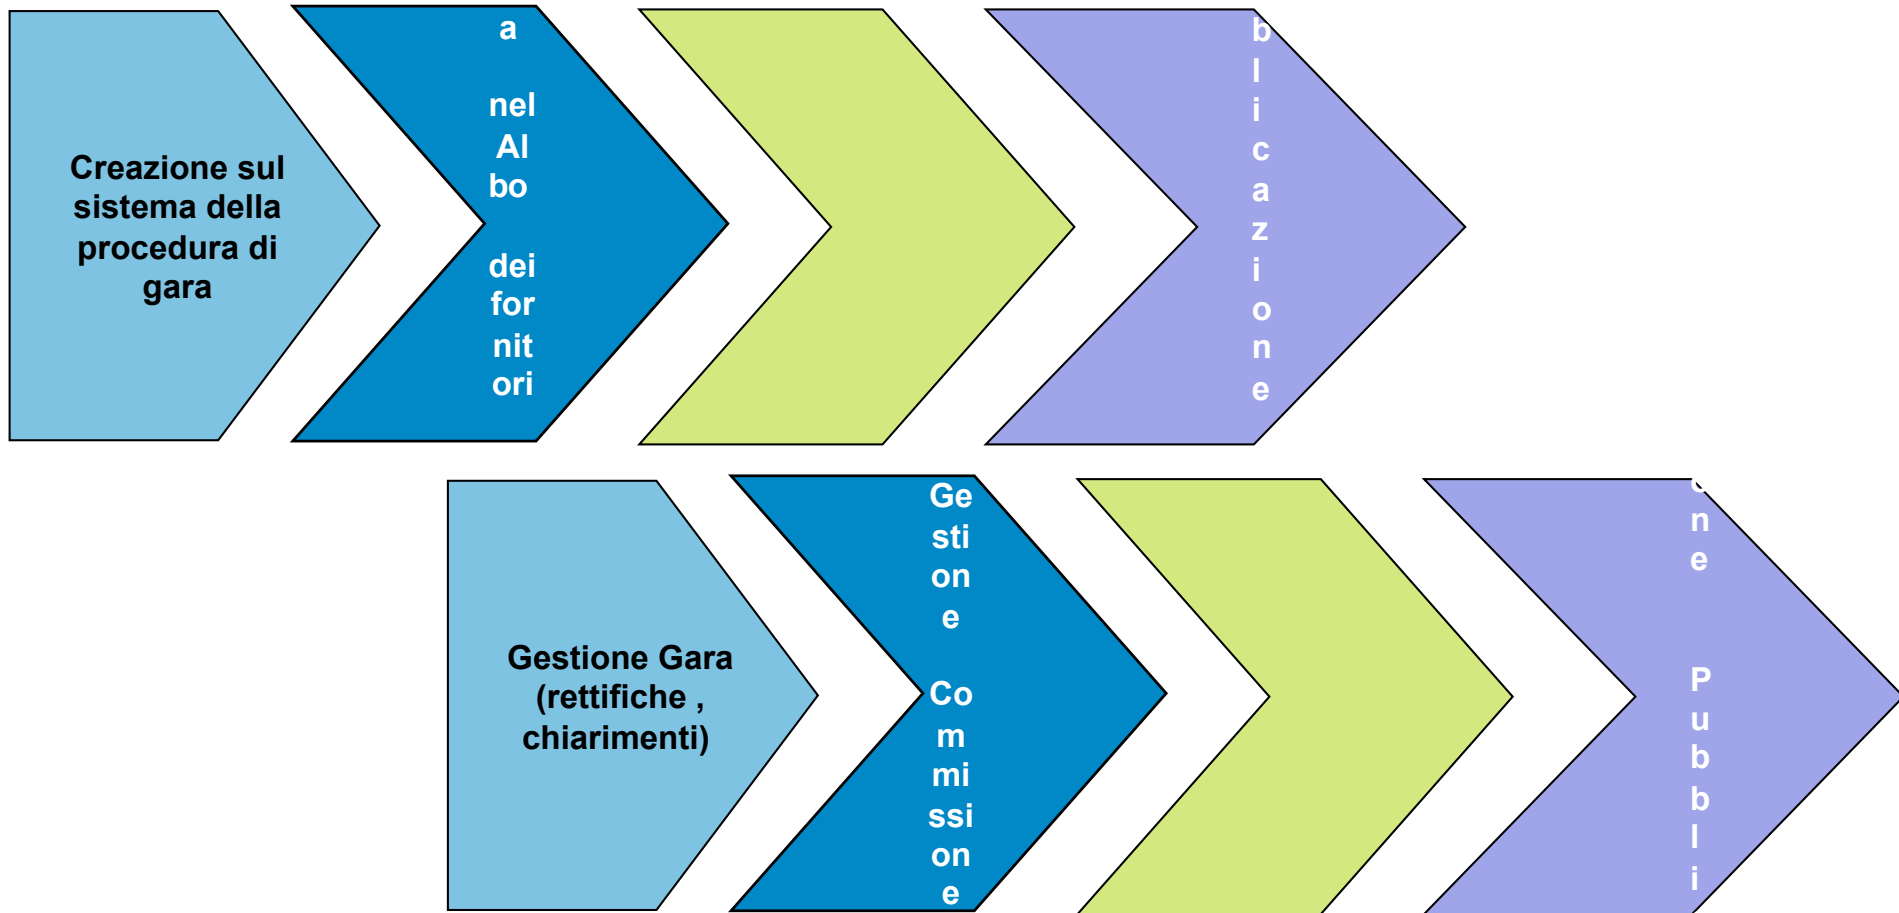 Creazione sul
sistema della
procedura di
gara
a
nel
Al
bo
dei
for
nit
ori
b
l
i
c
a
z
i
o
n
e
Gestione Gara
(rettifiche ,
chiarimenti)
Ge
sti
on
e
Co
m
mi
ssi
on
e
o
n
e
P
u
b
b
l
i